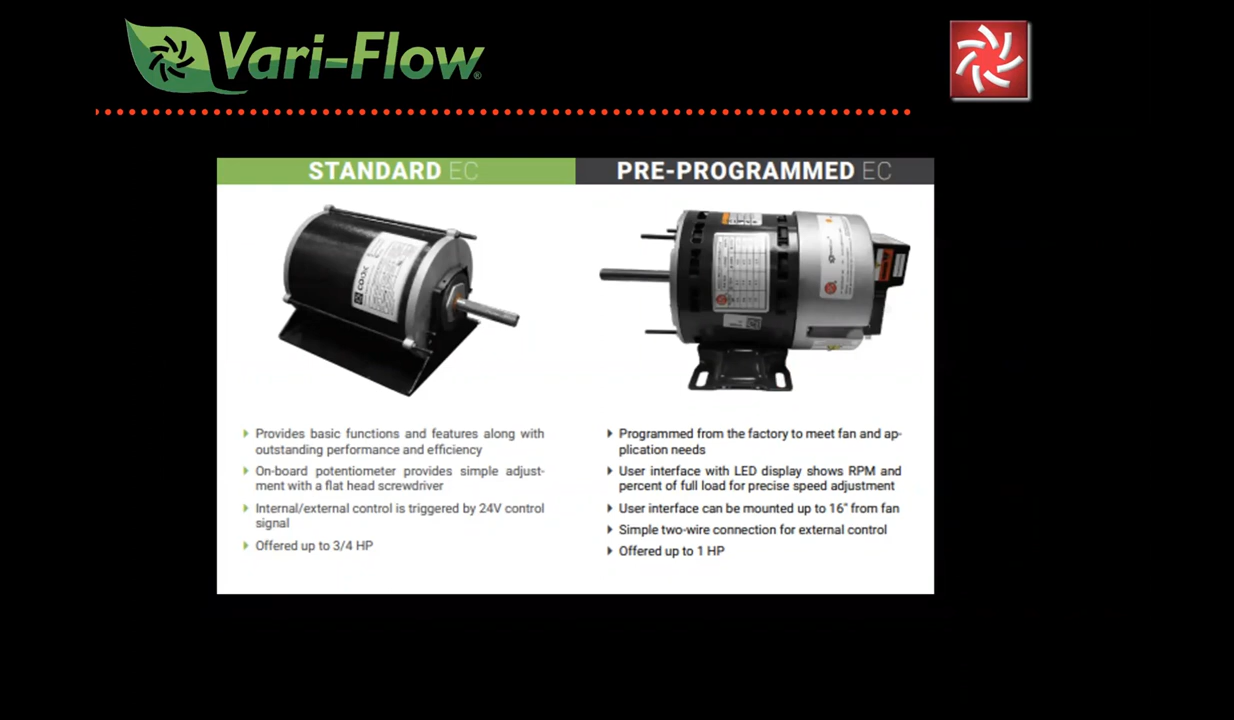 Vari-Flow®
STANDARD EC
PRE-PROGRAMMED EC
Provides basic functions and features along with
outstanding performance and efficiency
On-board potentiometer provides simple adjust-
ment with a flat head screwdriver
Internal/external control is triggered by 24V control
signal
Offered up to 3/4 HP
Programmed from the factory to meet fan and ap-
plication needs
User interface with LED display shows RPM and
percent of full load for precise speed adjustment
User interface can be mounted up to 16" from fan
Simple two-wire connection for external control
Offered up to 1 HP